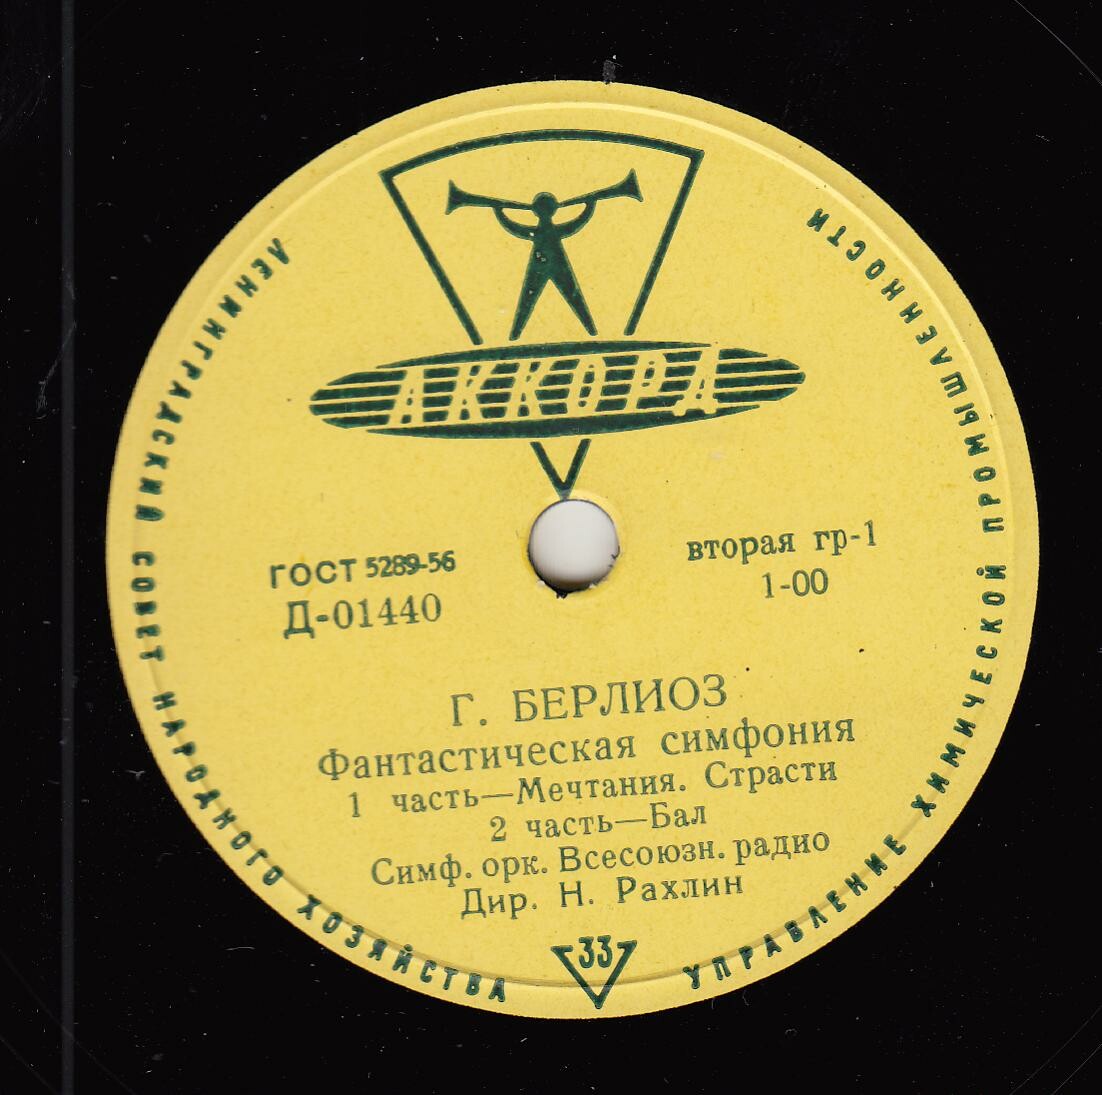 АККОРД
ЛЕНИНГРАДСКИЙ СОВЕТ НАРОДНОГО ХОЗЯЙСТВА
УПРАВЛЕНИЕ ХИМИЧЕСКОЙ ПРОМЫШЛЕННОСТИ
ГОСТ 5289-56
Д-01440
вторая гр-1
1-00
Г. БЕРЛИОЗ
Фантастическая симфония
1 часть—Мечтания. Страсти
2 часть—Бал
Симф. орк. Всесоюзн. радио
Дир. Н. Рахлин
33